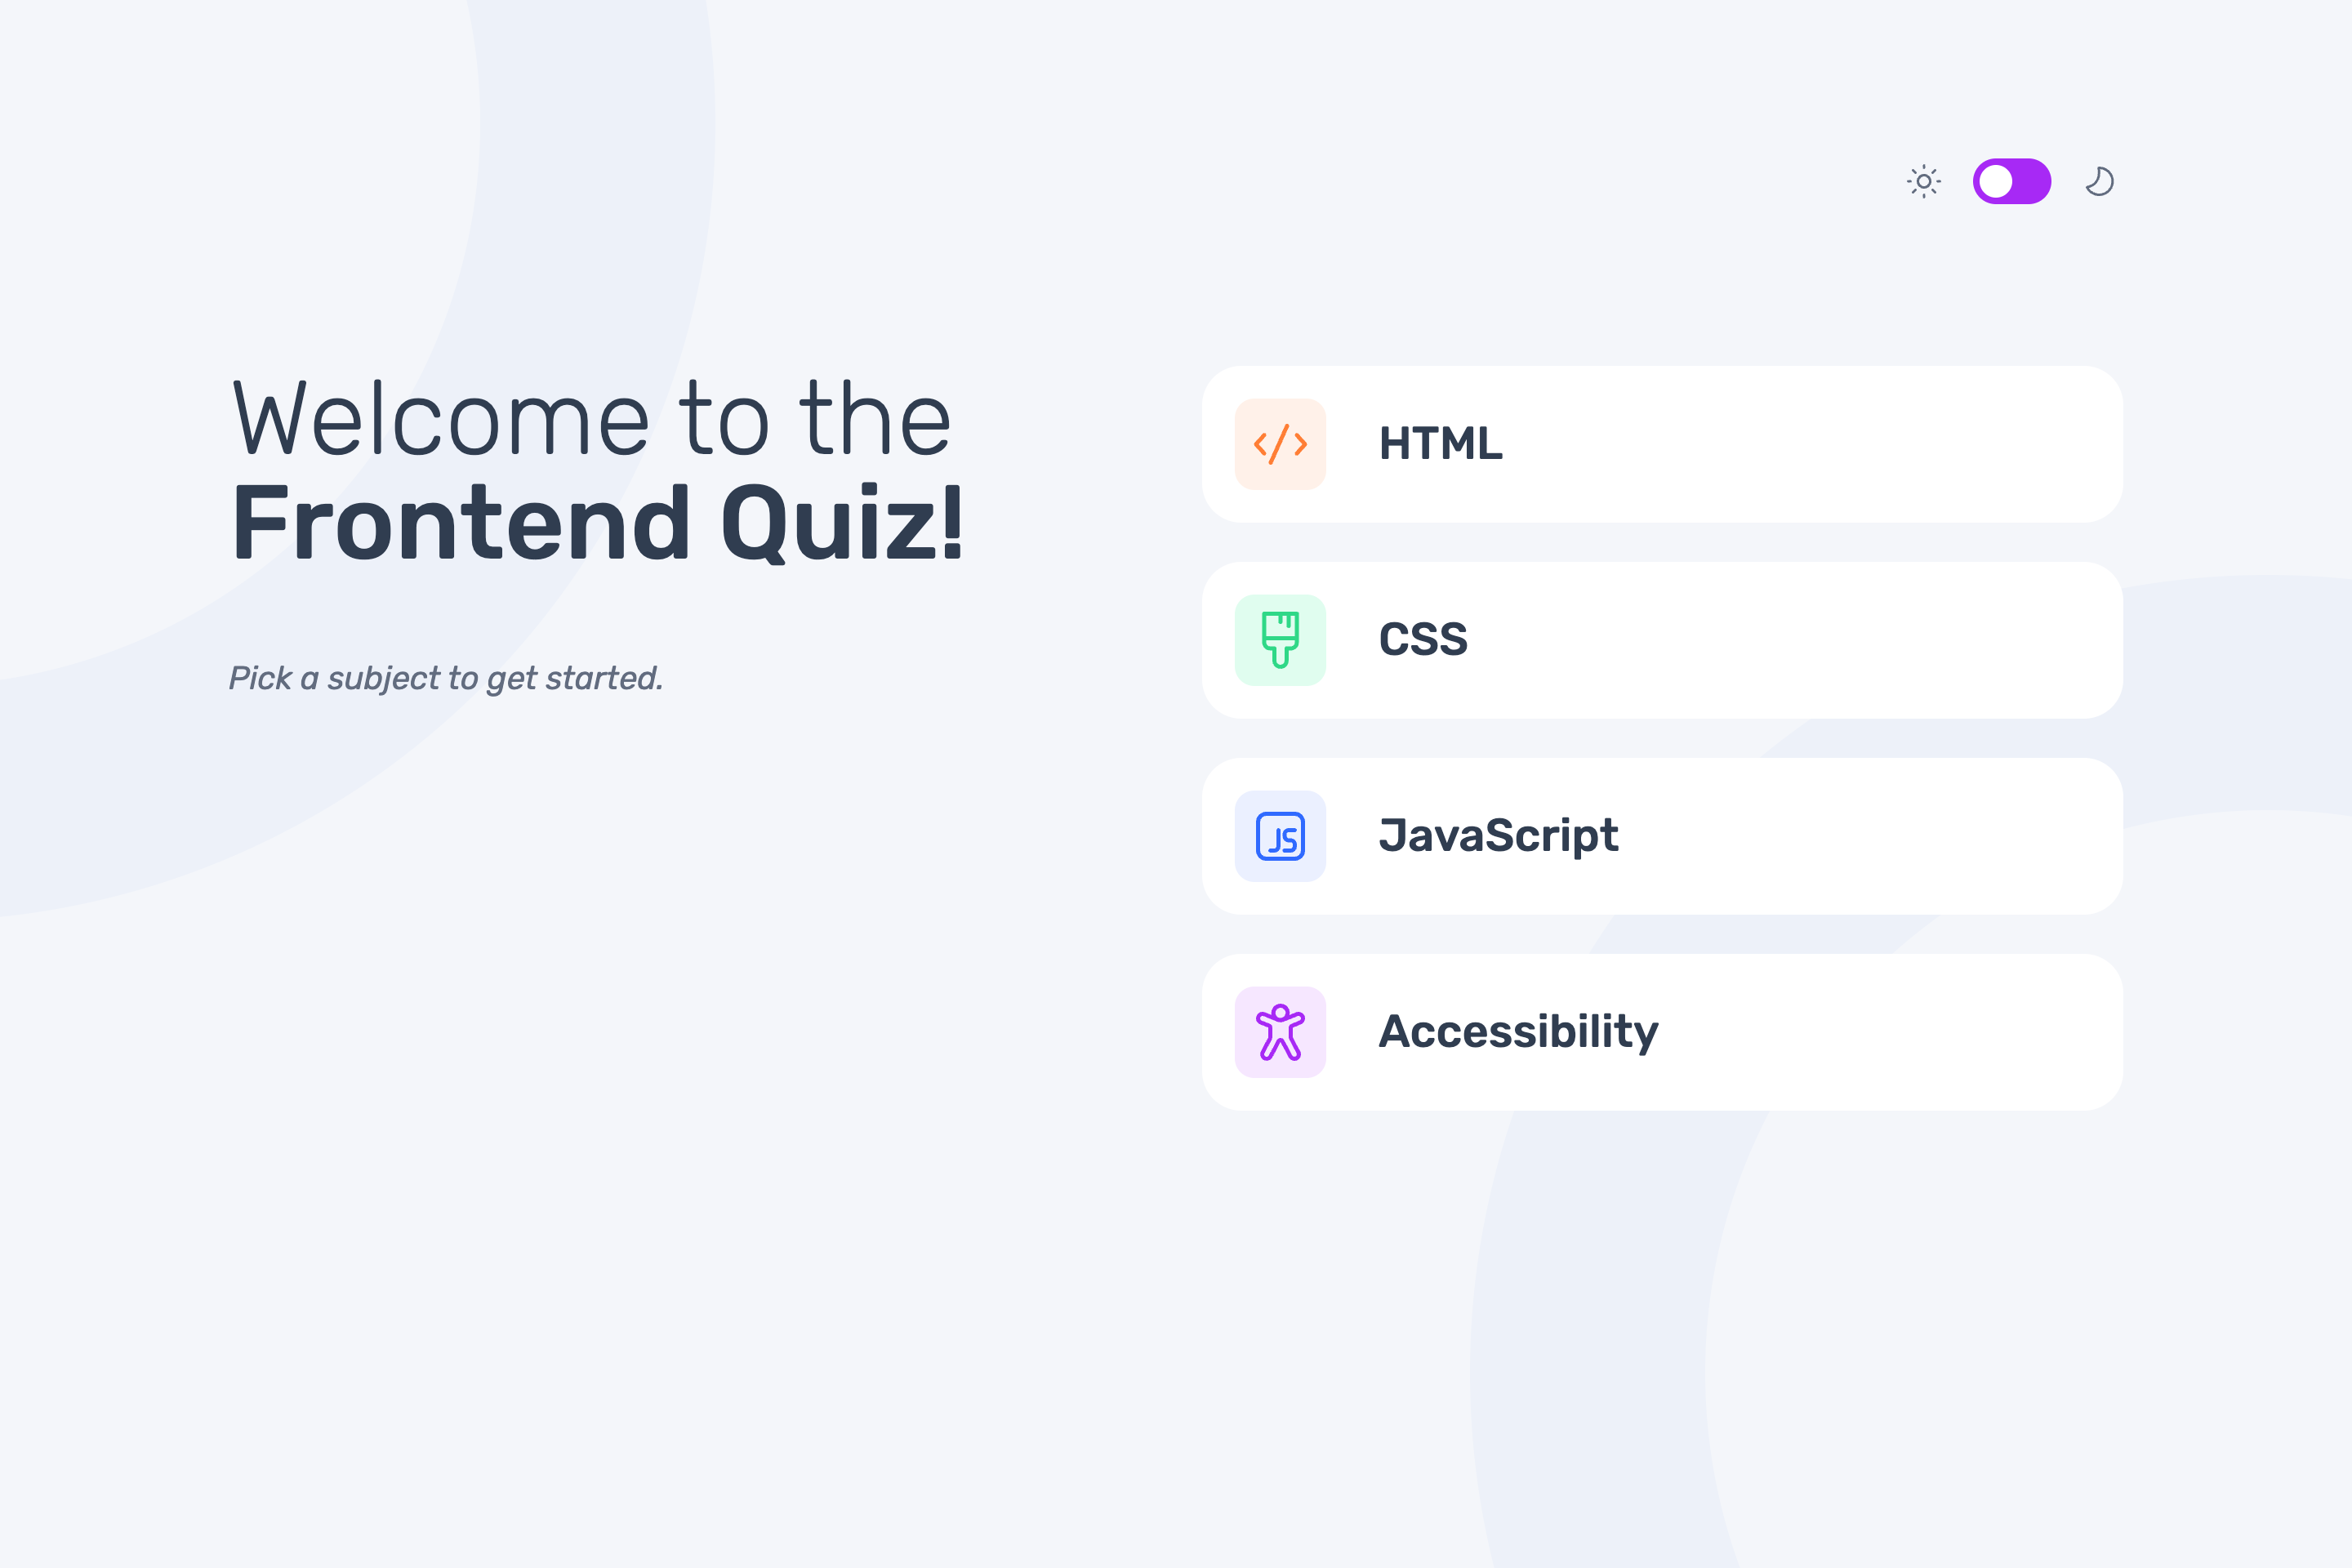 Welcome to the
Frontend Quiz!
Pick a subject to get started.
HTML
CSS
JS
JavaScript
Accessibility